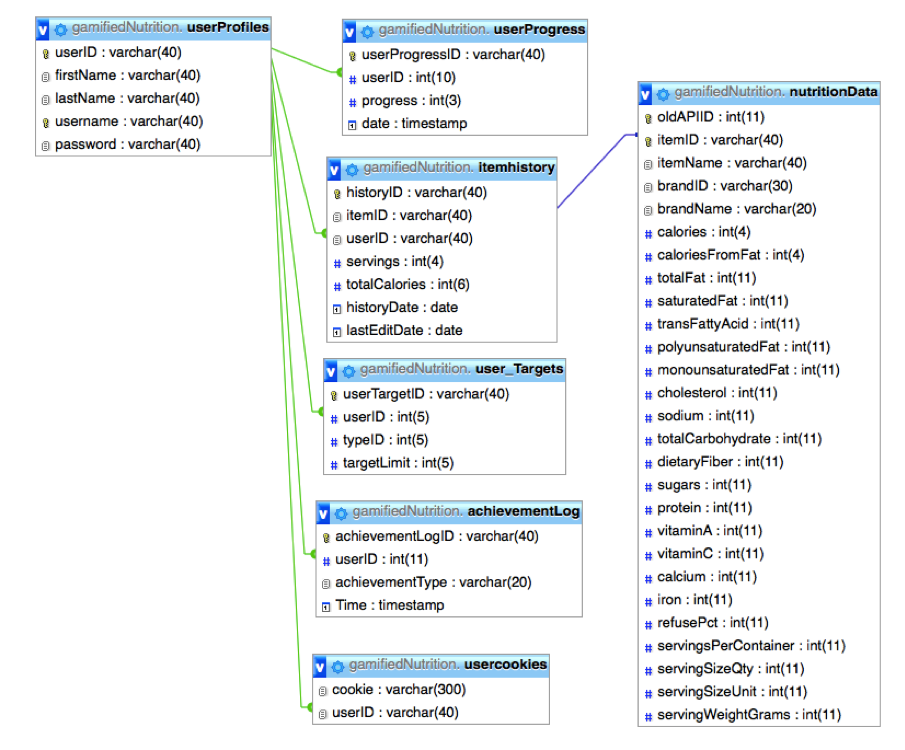 gamifiedNutrition. userProfiles
userID : varchar(40)
firstName : varchar(40)
lastName : varchar(40)
username : varchar(40)
password : varchar(40)
gamifiedNutrition. userProgress
userProgressID : varchar(40)
userID : int(10)
progress : int(3)
date : timestamp
gamifiedNutrition. itemhistory
historyID : varchar(40)
itemID : varchar(40)
userID : varchar(40)
servings : int(4)
totalCalories : int(6)
historyDate : date
lastEditDate : date
gamifiedNutrition. user_Targets
userTargetID : varchar(40)
userID : int(5)
typeID : int(5)
targetLimit : int(5)
gamifiedNutrition. achievementLog
achievementLogID : varchar(40)
userID : int(11)
achievementType : varchar(20)
Time : timestamp
gamifiedNutrition. usercookies
cookie : varchar(300)
userID : varchar(40)
gamifiedNutrition. nutritionData
oldAPIID : int(11)
itemID : varchar(40)
itemName : varchar(40)
brandID : varchar(30)
brandName : varchar(20)
calories : int(4)
caloriesFromFat : int(4)
totalFat : int(11)
saturatedFat : int(11)
transFattyAcid : int(11)
polyunsaturatedFat : int(11)
monounsaturatedFat : int(11)
cholesterol : int(11)
sodium : int(11)
totalCarbohydrate : int(11)
dietaryFiber : int(11)
sugars : int(11)
protein : int(11)
vitaminA : int(11)
vitaminC : int(11)
calcium : int(11)
iron : int(11)
refusePct : int(11)
servingsPerContainer : int(11)
servingSizeQty : int(11)
servingSizeUnit : int(11)
servingWeightGrams : int(11)